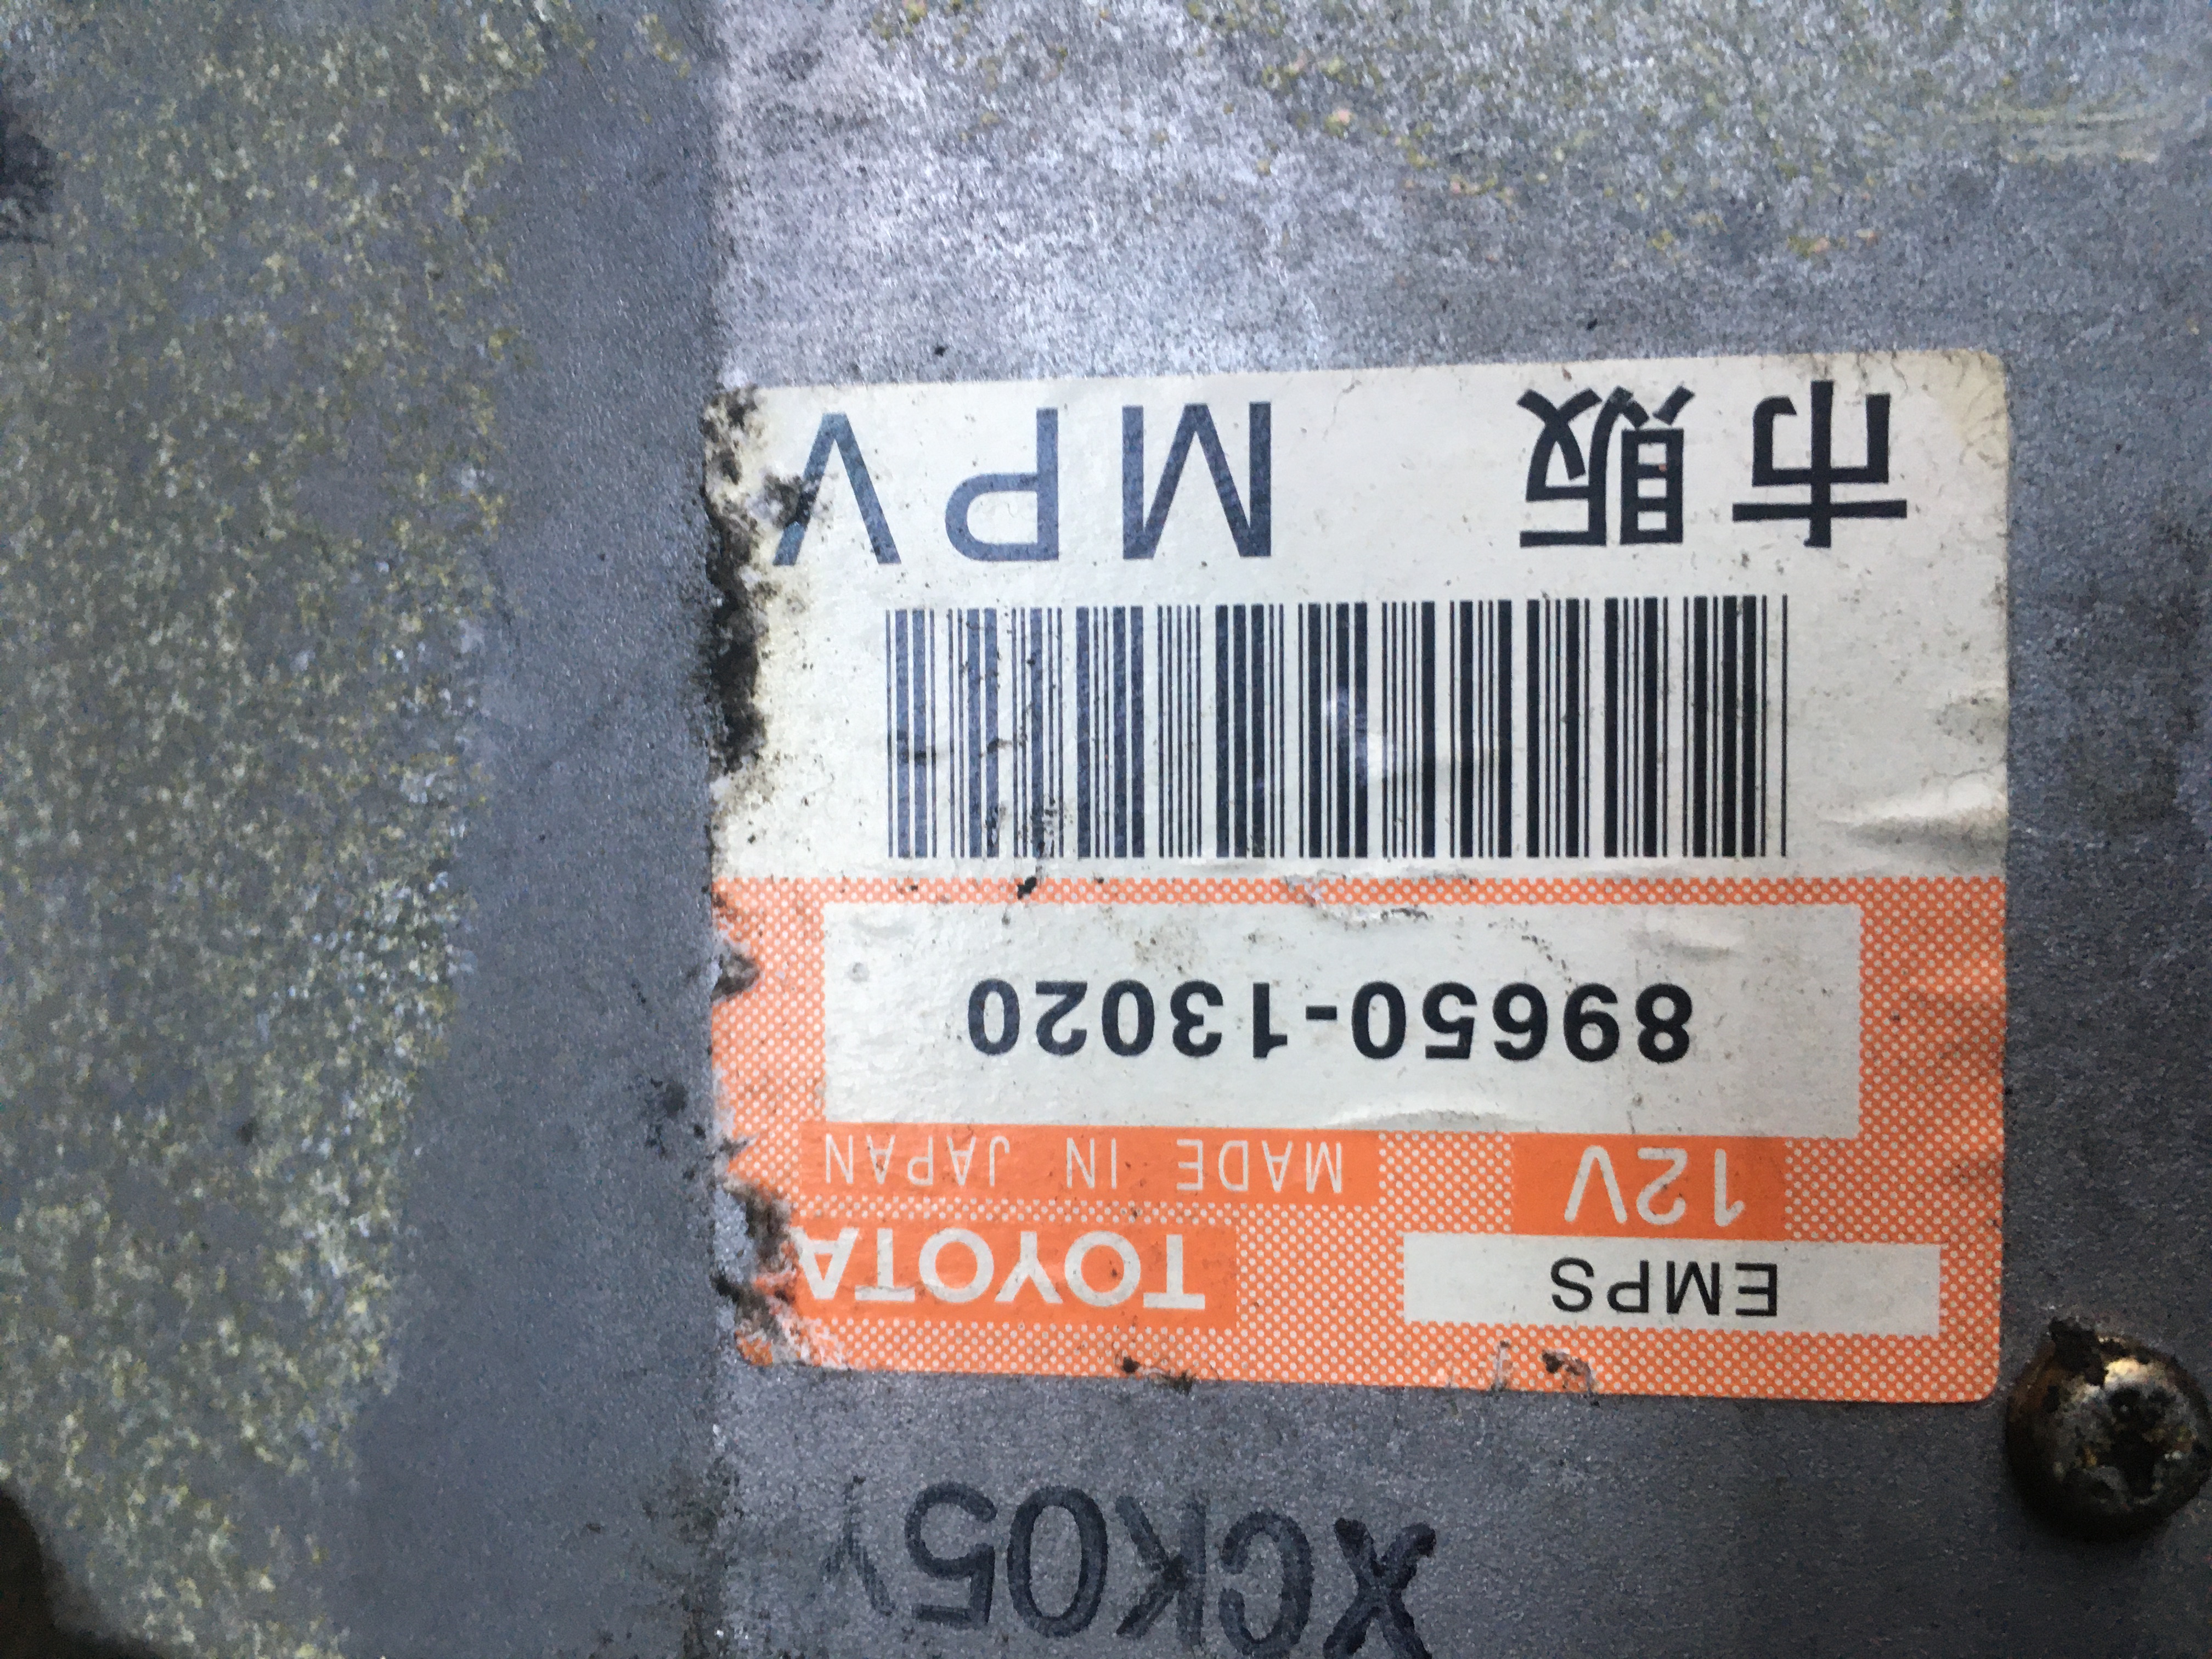 XCK05Y
EMPS TOYOTA
12V MADE IN JAPAN
89650-13020
市販 MPV